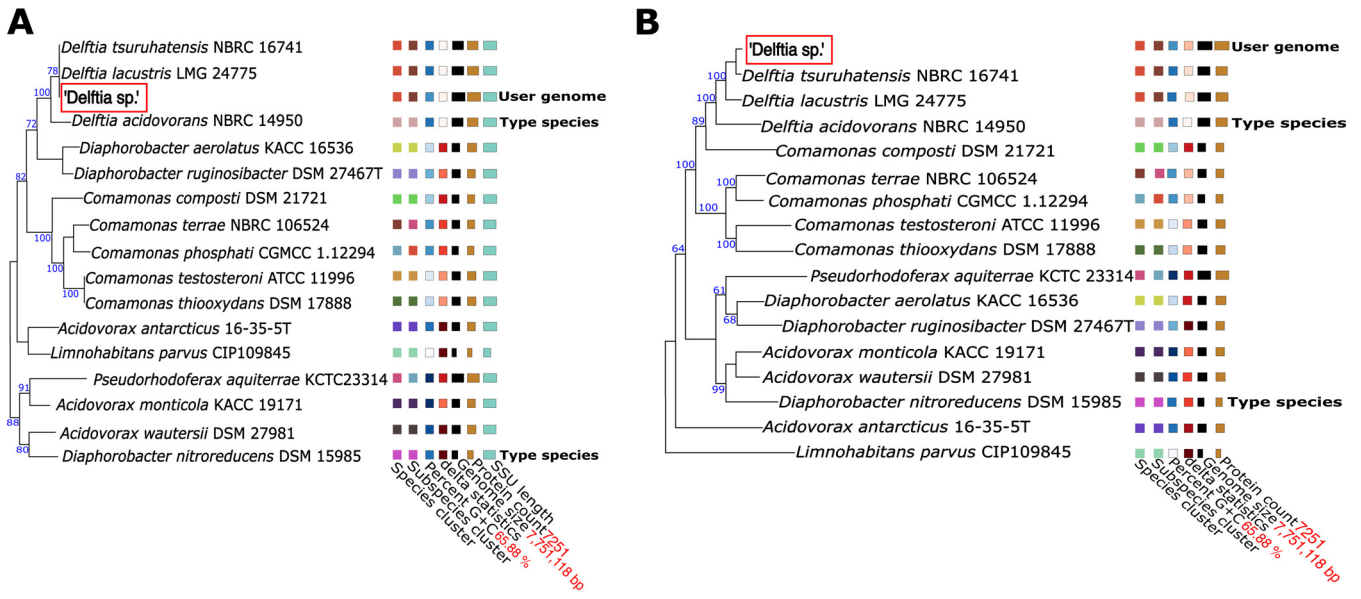 A
Delftia tsuruhatensis NBRC 16741
78
Delftia lacustris LMG 24775
100
'Delftia sp.'
User genome
72
Delftia acidovorans NBRC 14950
Type species
Diaphorobacter aerolatus KACC 16536
82
Diaphorobacter ruginosibacter DSM 27467T
Comamonas composti DSM 21721
100
Comamonas terrae NBRC 106524
Comamonas phosphati CGMCC 1.12294
100
Comamonas testosteroni ATCC 11996
100
Comamonas thiooxydans DSM 17888
Acidovorax antarcticus 16-35-5T
Limnohabitans parvus CIP109845
Pseudorhodoferax aquiterrae KCTC23314
91
Acidovorax monticola KACC 19171
88
Acidovorax wautersii DSM 27981
80
Diaphorobacter nitroreducens DSM 15985
Type species
Species cluster
Subspecies cluster
Percent G+C 65.88 %
delta statistics
Genome size 7,751,118 bp
Protein count 7251
SSU length
B
'Delftia sp.'
User genome
100
Delftia tsuruhatensis NBRC 16741
100
Delftia lacustris LMG 24775
89
Delftia acidovorans NBRC 14950
Type species
Comamonas composti DSM 21721
100
Comamonas terrae NBRC 106524
100
Comamonas phosphati CGMCC 1.12294
100
Comamonas testosteroni ATCC 11996
100
Comamonas thiooxydans DSM 17888
64
Pseudorhodoferax aquiterrae KCTC 23314
61
Diaphorobacter aerolatus KACC 16536
68
Diaphorobacter ruginosibacter DSM 27467T
Acidovorax monticola KACC 19171
Acidovorax wautersii DSM 27981
99
Diaphorobacter nitroreducens DSM 15985
Type species
Acidovorax antarcticus 16-35-5T
Limnohabitans parvus CIP109845
Species cluster
Subspecies cluster
Percent G+C 65.88 %
delta statistics
Genome size 7,751,118 bp
Protein count 7251